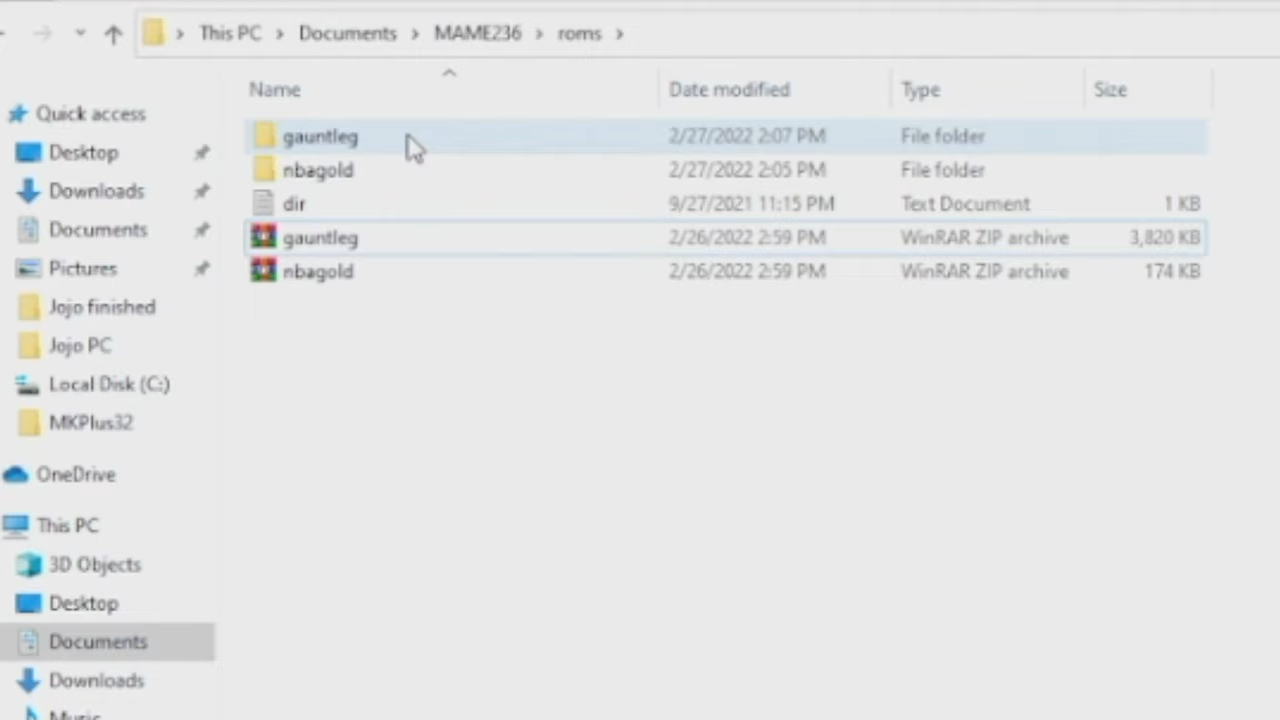 This PC > Documents > MAME236 > roms >
Name Date modified Type Size
Quick access
Desktop
Downloads
Documents
Pictures
Jojo finished
Jojo PC
Local Disk (C:)
MKPlus32
OneDrive
This PC
3D Objects
Desktop
Documents
Downloads
Music
gauntleg 2/27/2022 2:07 PM File folder
nbagold 2/27/2022 2:05 PM File folder
dir 9/27/2021 11:15 PM Text Document 1 KB
gauntleg 2/26/2022 2:59 PM WinRAR ZIP archive 3,820 KB
nbagold 2/26/2022 2:59 PM WinRAR ZIP archive 174 KB